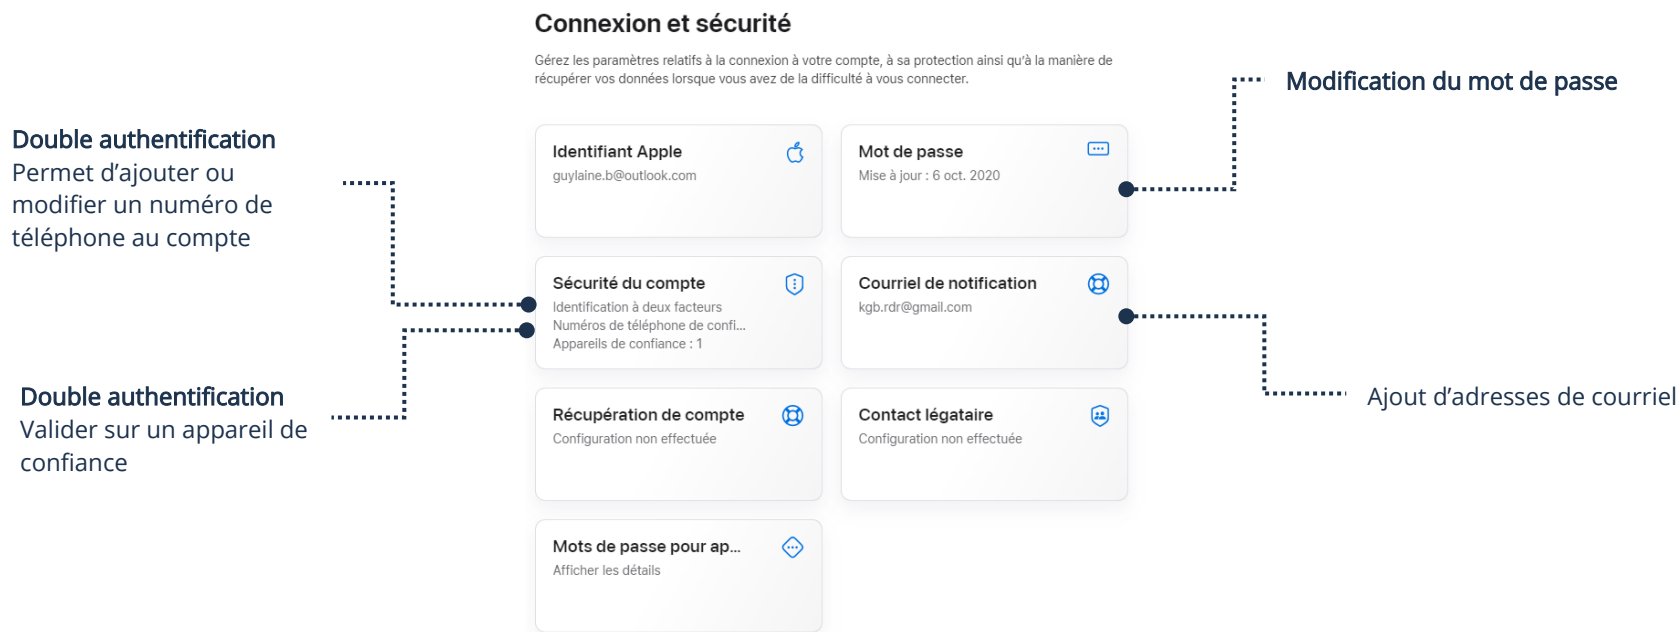 Connexion et sécurité
Gérez les paramètres relatifs à la connexion à votre compte, à sa protection ainsi qu'à la manière de
récupérer vos données lorsque vous avez de la difficulté à vous connecter.
Modification du mot de passe
Double authentification
Permet d'ajouter ou
modifier un numéro de
téléphone au compte
Identifiant Apple
guylaine.b@outlook.com
Mot de passe
Mise à jour : 6 oct. 2020
Sécurité du compte
Identification à deux facteurs
Numéros de téléphone de confi...
Appareils de confiance : 1
Courriel de notification
kgb.rdr@gmail.com
Double authentification
Valider sur un appareil de
confiance
Récupération de compte
Configuration non effectuée
Contact légataire
Configuration non effectuée
Ajout d'adresses de courriel
Mots de passe pour ap...
Afficher les détails